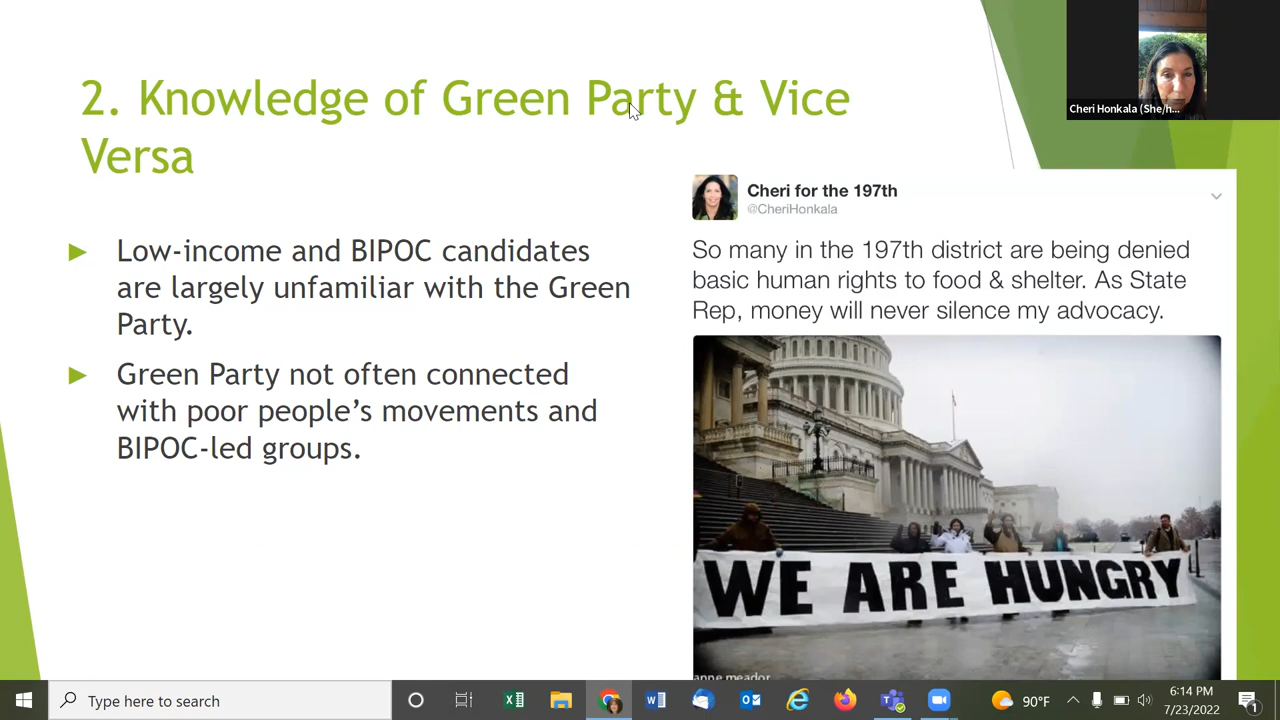 2. Knowledge of Green Party & Vice
Versa
► Low-income and BIPOC candidates
are largely unfamiliar with the Green
Party.
► Green Party not often connected
with poor people's movements and
BIPOC-led groups.
Cheri Honkala (She/h...
Cheri for the 197th
@CheriHonkala
So many in the 197th district are being denied
basic human rights to food & shelter. As State
Rep, money will never silence my advocacy.
WE ARE HUNGRY
anne meador
Type here to search
90°F
6:14 PM
7/23/2022
1